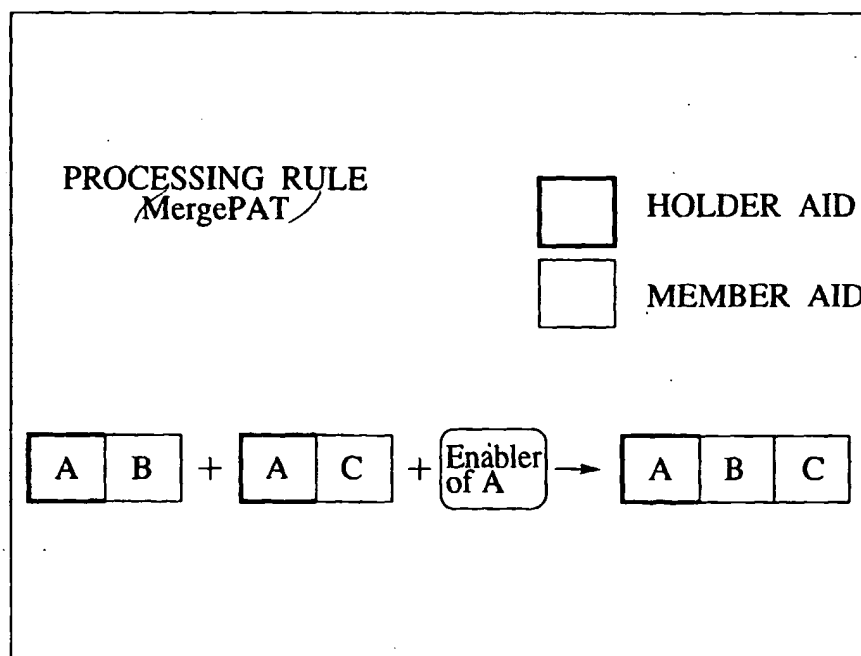 PROCESSING RULE
MergePAT
HOLDER AID
MEMBER AID
A B + A C + Enabler of A → A B C